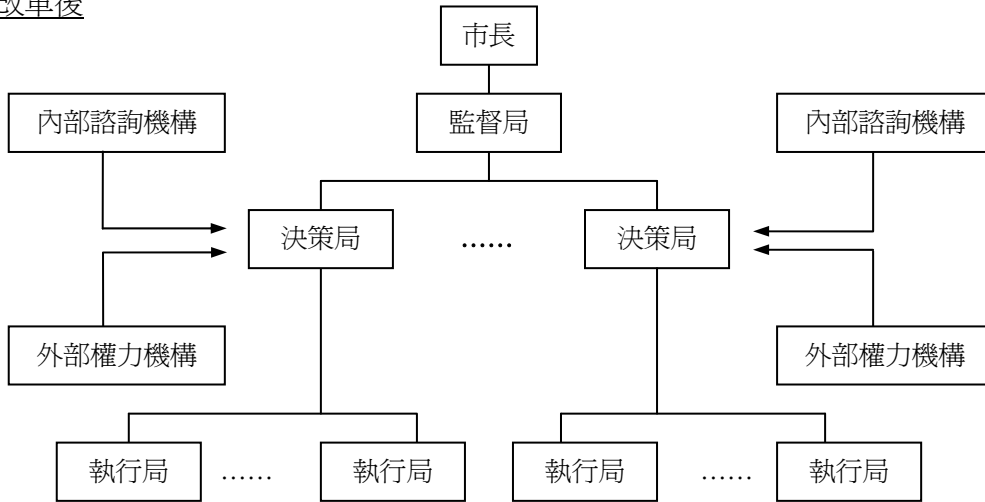 改革後
市長
內部諮詢機構 監督局 內部諮詢機構
決策局 …… 決策局
外部權力機構 外部權力機構
執行局 …… 執行局 執行局 …… 執行局